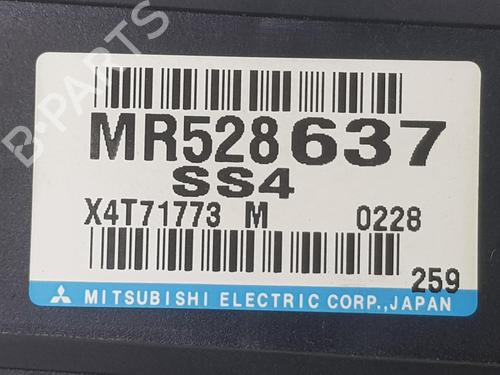 B-PARTS
MR528637
SS4
X4T71773 M 0228
259
MITSUBISHI ELECTRIC CORP.,JAPAN